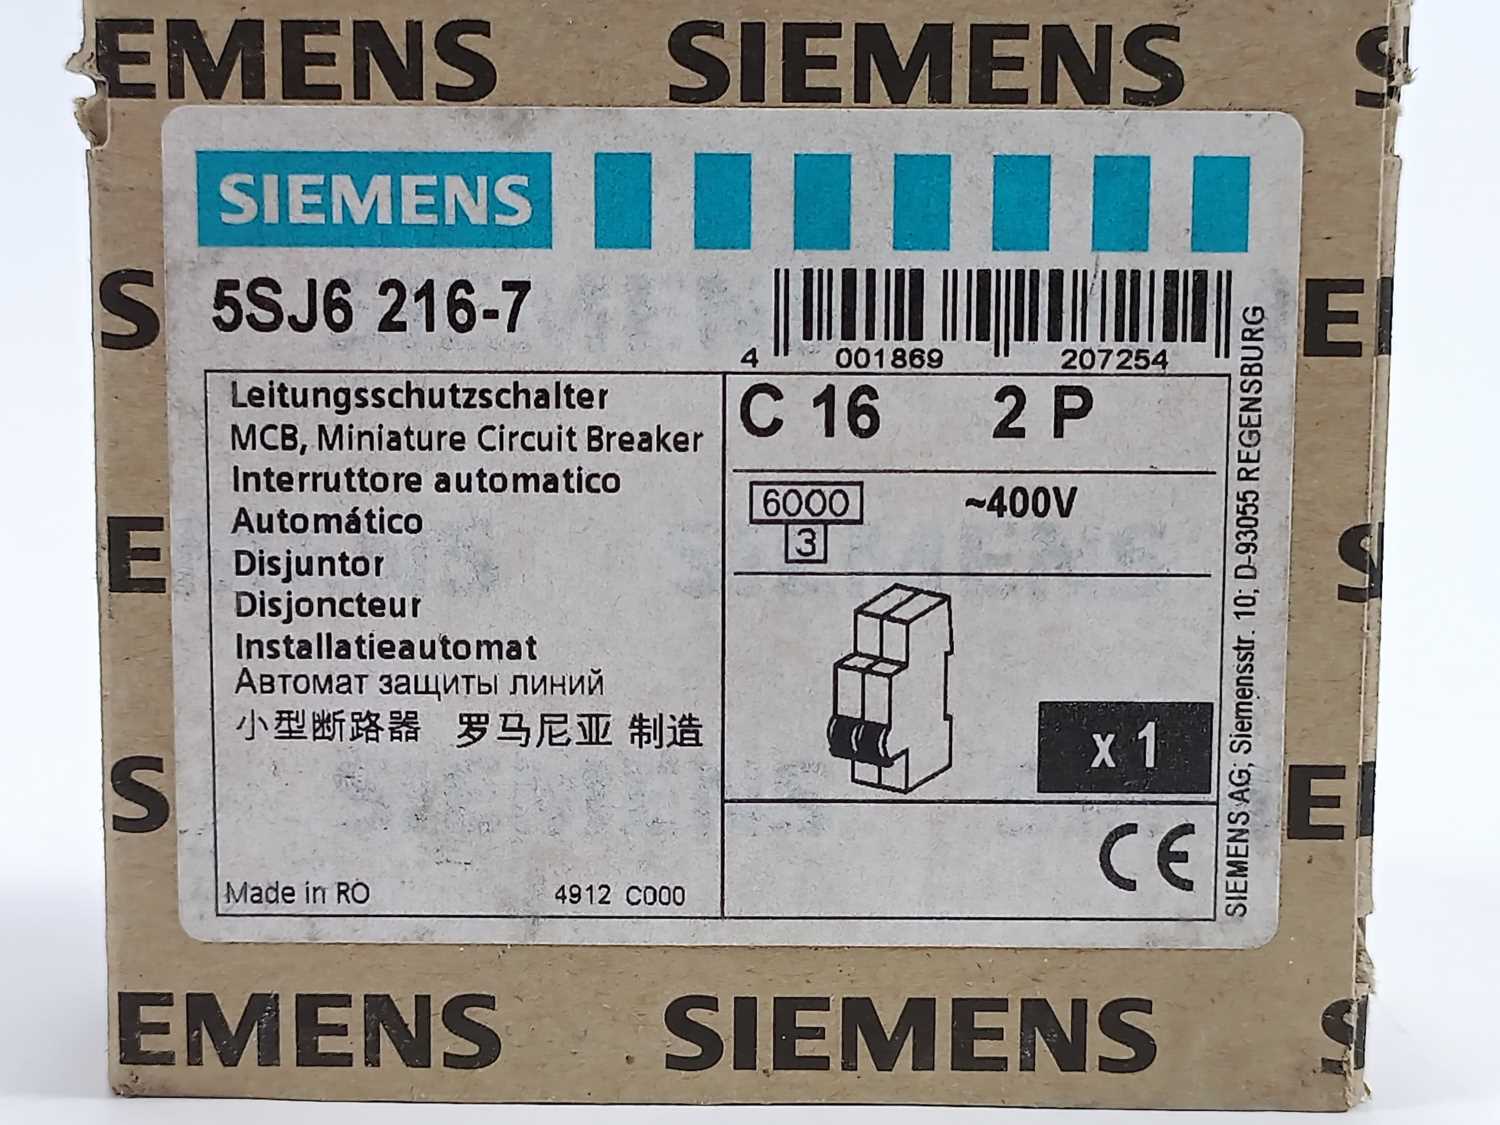 EMENS SIEMENS S
SIEMENS
5SJ6 216-7
4 001869 207254
S
E
Leitungsschutzschalter
MCB, Miniature Circuit Breaker
Interruttore automatico
Automático
Disjuntor
Disjoncteur
Installatieautomat
Автомат защиты линий
小型断路器 罗马尼亚 制造
Made in RO 4912 C000
C 16 2 P
6000
3
~400V
x 1
CE
SIEMENS AG; Siemensstr. 10; D-93055 REGENSBURG
E
S
S
E
EMENS SIEMENS S